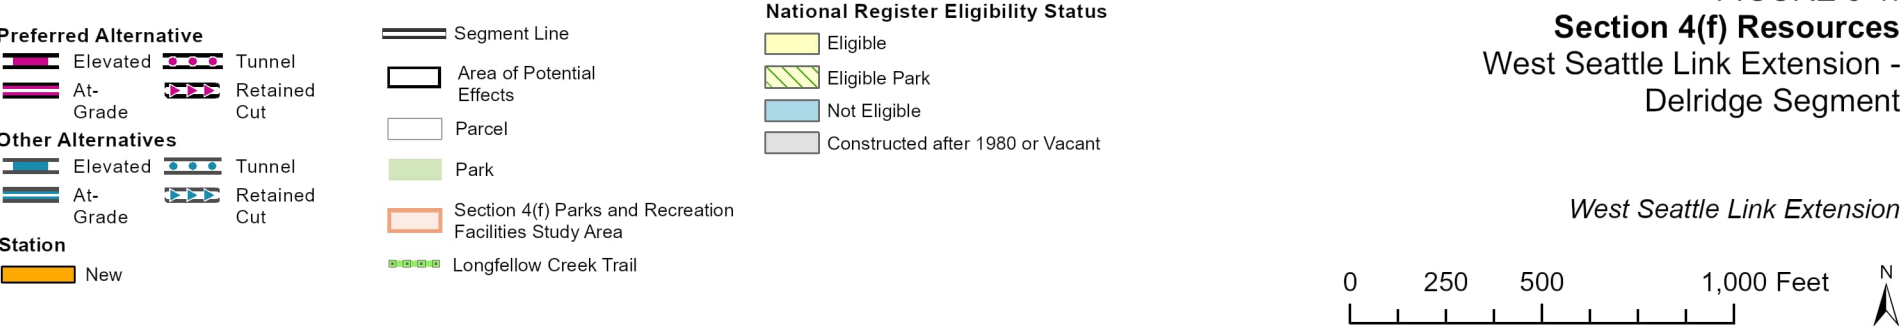 Preferred Alternative
Elevated
Tunnel
At-
Grade
Retained
Cut
Other Alternatives
Elevated
Tunnel
At-
Grade
Retained
Cut
Station
New
Segment Line
Area of Potential
Effects
Parcel
Park
Section 4(f) Parks and Recreation
Facilities Study Area
Longfellow Creek Trail
National Register Eligibility Status
Eligible
Eligible Park
Not Eligible
Constructed after 1980 or Vacant
Section 4(f) Resources
West Seattle Link Extension -
Delridge Segment
West Seattle Link Extension
0 250 500 1,000 Feet
N